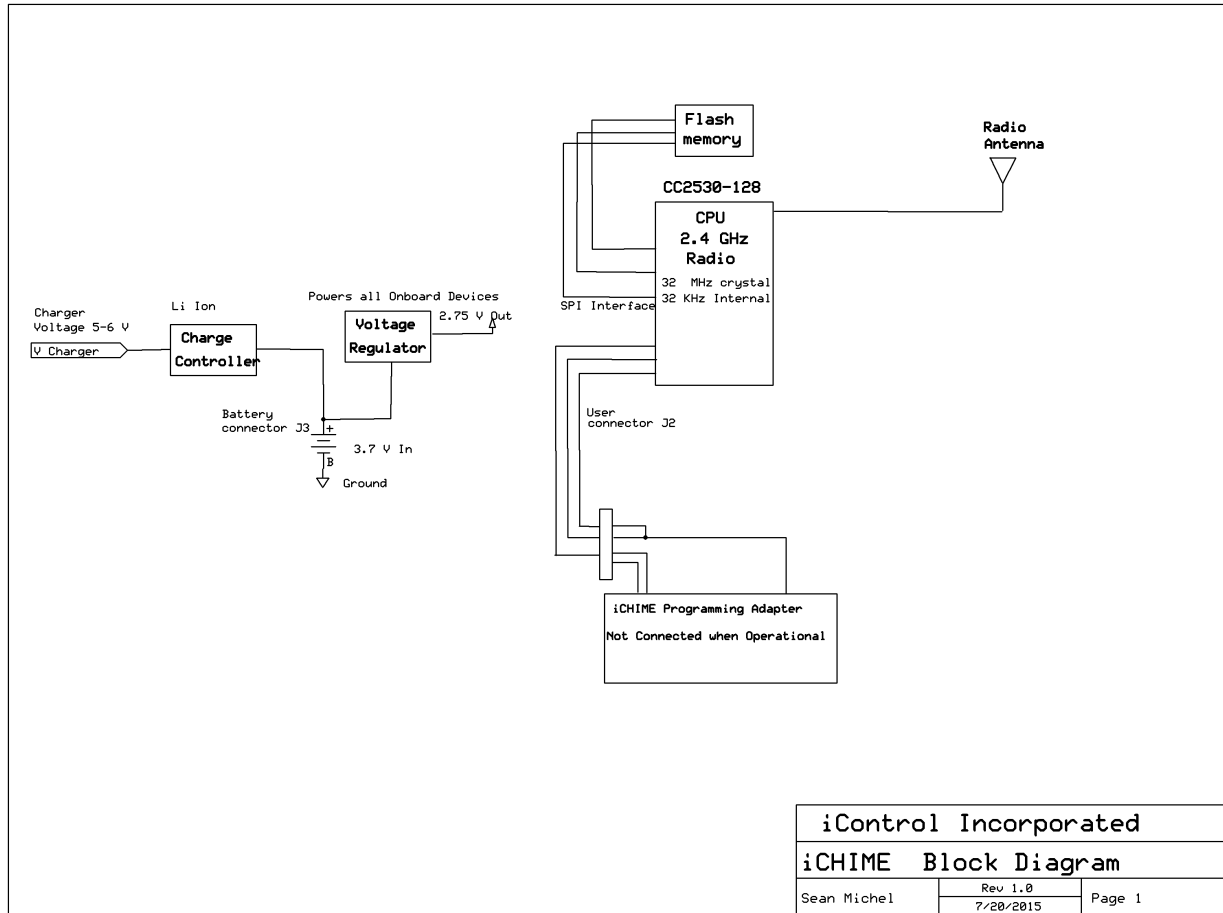 Flash
memory
Radio
Antenna
CC2530-128
CPU
2.4 GHz
Radio
32 MHz crystal
32 KHz Internal
SPI Interface
Charger
Voltage 5-6 V
V Charger
Li Ion
Charge
Controller
Powers all Onboard Devices
2.75 V Out
Voltage
Regulator
Battery
connector J3
+
3.7 V In
B
Ground
User
connector J2
iCHIME Programming Adapter
Not Connected when Operational
iControl Incorporated
iCHIME Block Diagram
Sean Michel
Rev 1.0
7/20/2015
Page 1